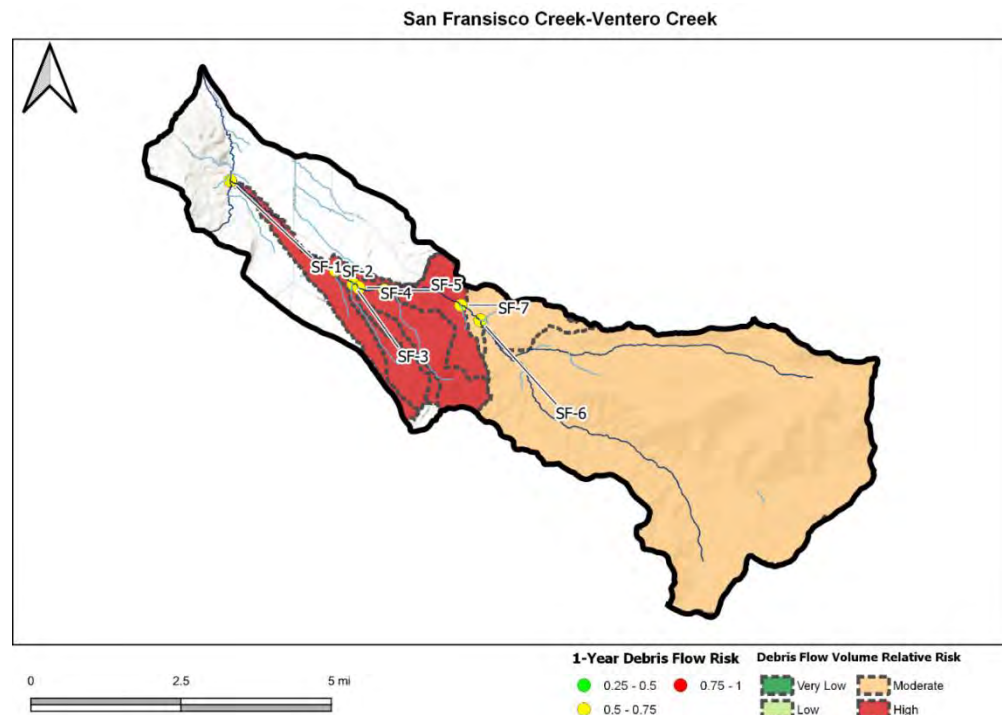 San Fransisco Creek-Ventero Creek
SF-1
SF-2
SF-5
SF-4
SF-7
SF-3
SF-6
0
2.5
5 mi
1-Year Debris Flow Risk
0.25 - 0.5
0.75 - 1
0.5 - 0.75
Debris Flow Volume Relative Risk
Very Low
Moderate
Low
High